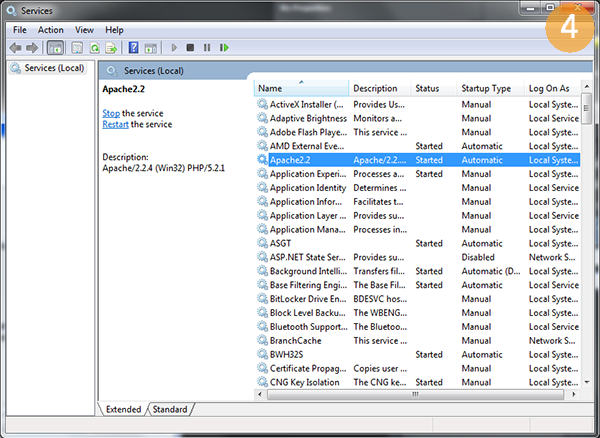 Services
4
File Action View Help
Services (Local)
Services (Local)
Apache2.2
Stop the service
Restart the service
Description:
Apache/2.2.4 (Win32) PHP/5.2.1
Name Description Status Startup Type Log On As
ActiveX Installer (... Provides Us... Manual Local Syste...
Adaptive Brightness Monitors a... Manual Local Service
Adobe Flash Playe... This service ... Manual Local Syste...
AMD External Eve... Started Automatic Local Syste...
Apache2.2 Apache/2.2.... Started Automatic Local Syste...
Application Experi... Processes a... Started Manual Local Syste...
Application Identity Determines ... Manual Local Service
Application Infor... Facilitates t... Manual Local Syste...
Application Layer ... Provides su... Manual Local Service
Application Mana... Processes in... Manual Local Syste...
ASGT Started Automatic Local Syste...
ASP.NET State Ser... Provides su... Disabled Network S...
Background Intelli... Transfers fil... Started Automatic (D... Local Syste...
Base Filtering Engi... The Base Fil... Started Automatic Local Service
BitLocker Drive En... BDESVC hos... Manual Local Syste...
Block Level Backu... The WBENG... Manual Local Syste...
Bluetooth Support... The Bluetoo... Manual Local Service
BranchCache This service ... Manual Network S...
BWH32S Started Automatic Local Syste...
Certificate Propag... Copies user ... Manual Local Syste...
CNG Key Isolation The CNG ke... Started Manual Local Syste...
Extended Standard